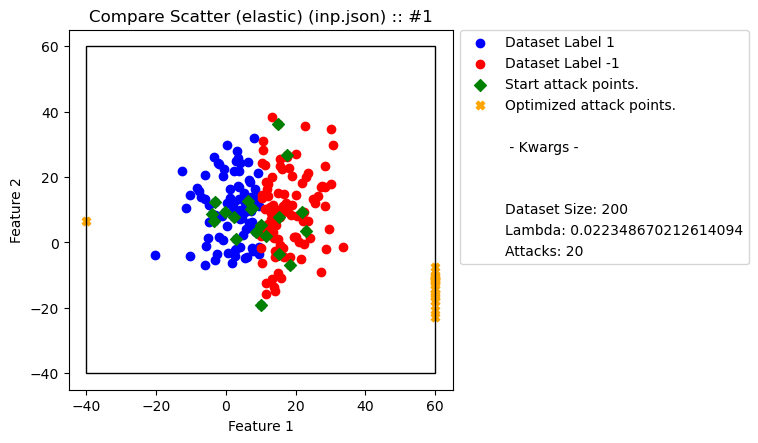 Compare Scatter (elastic) (inp.json) :: #1
Dataset Label 1
Dataset Label -1
Start attack points.
Optimized attack points.
- Kwargs -
Dataset Size: 200
Lambda: 0.022348670212614094
Attacks: 20
Feature 2
60
40
20
0
−20
−40
−40
−20
0
20
40
60
Feature 1